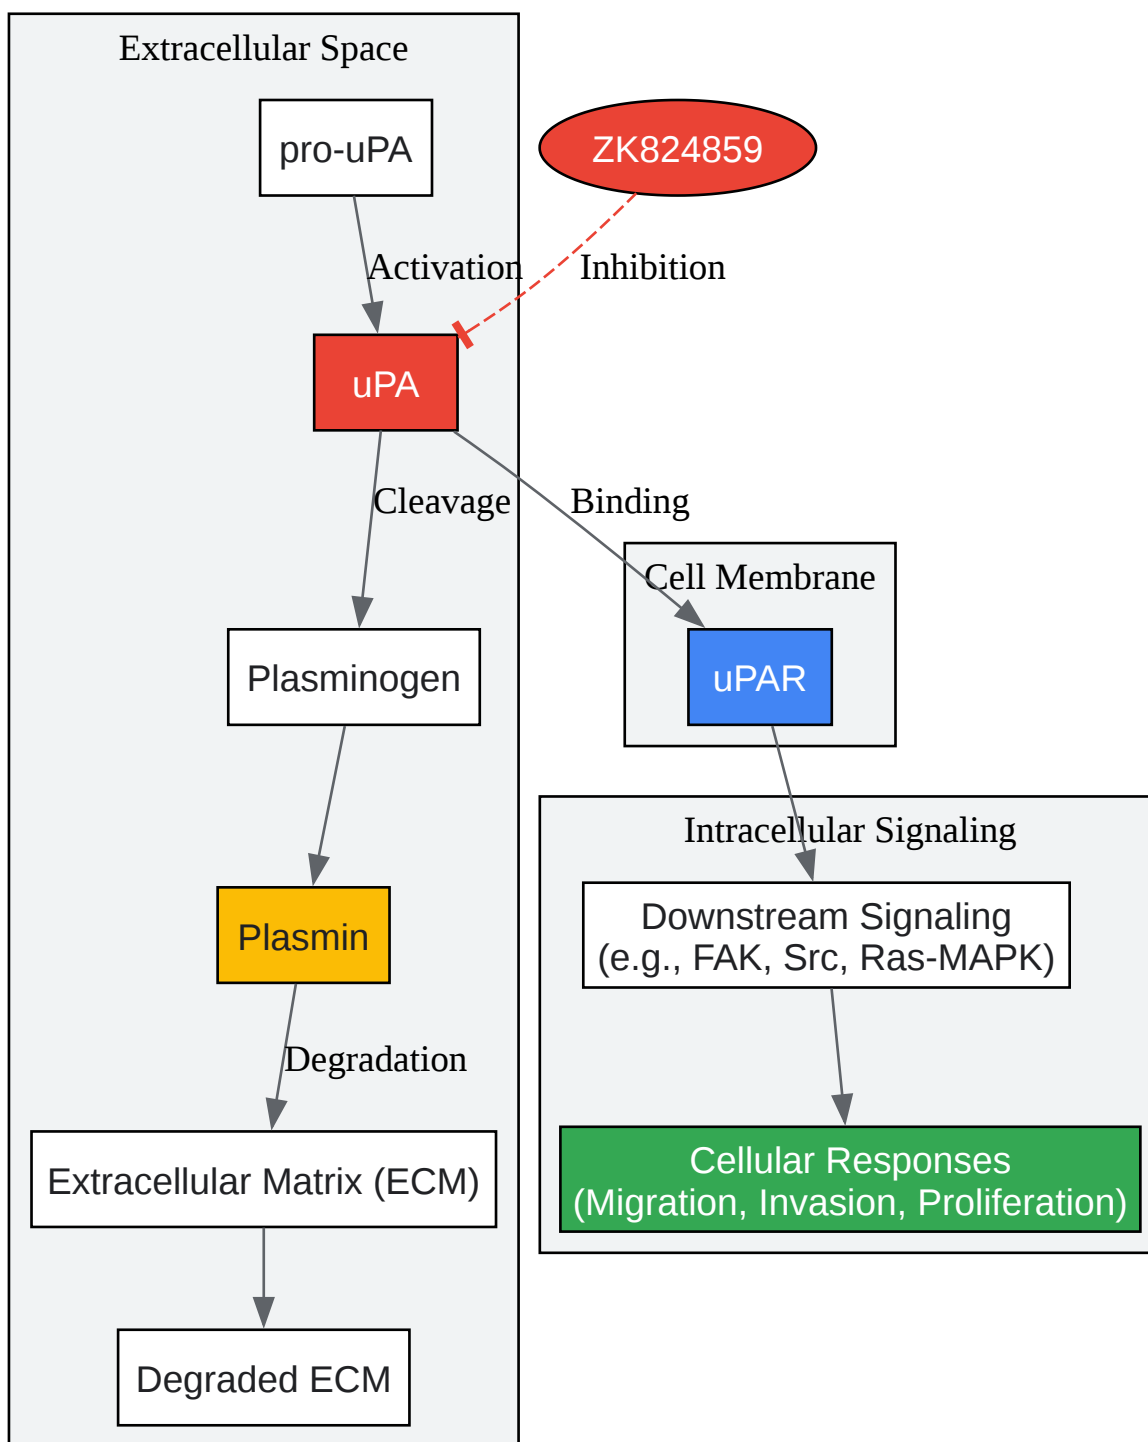 Extracellular Space
pro-uPA
ZK824859
Activation
Inhibition
uPA
Cleavage
Binding
Cell Membrane
Plasminogen
uPAR
Intracellular Signaling
Downstream Signaling
(e.g., FAK, Src, Ras-MAPK)
Plasmin
Degradation
Extracellular Matrix (ECM)
Cellular Responses
(Migration, Invasion, Proliferation)
Degraded ECM